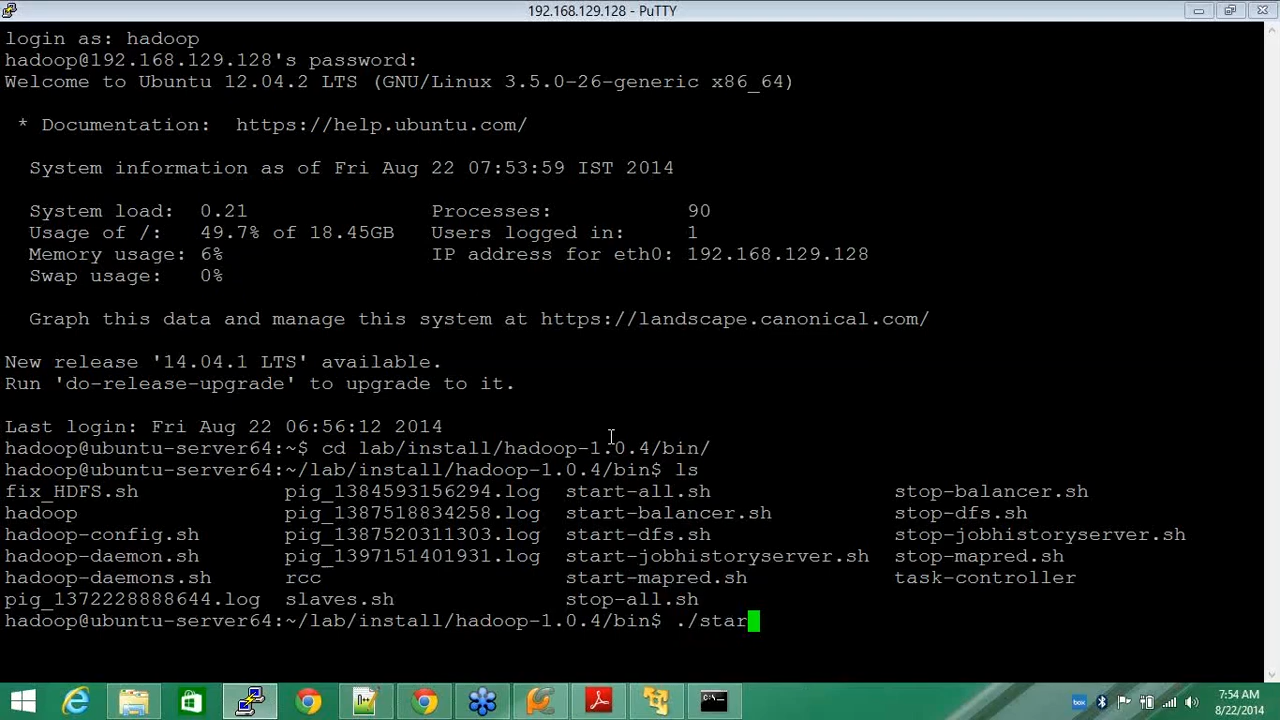 192.168.129.128 - PuTTY
login as: hadoop
hadoop@192.168.129.128's password:
Welcome to Ubuntu 12.04.2 LTS (GNU/Linux 3.5.0-26-generic x86_64)
* Documentation:  https://help.ubuntu.com/
System information as of Fri Aug 22 07:53:59 IST 2014
System load:  0.21               Processes:           90
Usage of /:   49.7% of 18.45GB   Users logged in:     1
Memory usage: 6%                 IP address for eth0: 192.168.129.128
Swap usage:   0%
Graph this data and manage this system at https://landscape.canonical.com/
New release '14.04.1 LTS' available.
Run 'do-release-upgrade' to upgrade to it.
Last login: Fri Aug 22 06:56:12 2014
hadoop@ubuntu-server64:~$ cd lab/install/hadoop-1.0.4/bin/
hadoop@ubuntu-server64:~/lab/install/hadoop-1.0.4/bin$ ls
fix_HDFS.sh            pig_1384593156294.log  start-all.sh               stop-balancer.sh
hadoop                 pig_1387518834258.log  start-balancer.sh          stop-dfs.sh
hadoop-config.sh       pig_1387520311303.log  start-dfs.sh               stop-jobhistoryserver.sh
hadoop-daemon.sh       pig_1397151401931.log  start-jobhistoryserver.sh  stop-mapred.sh
hadoop-daemons.sh      rcc                    start-mapred.sh            task-controller
pig_1372228888644.log  slaves.sh              stop-all.sh
hadoop@ubuntu-server64:~/lab/install/hadoop-1.0.4/bin$ ./star
box
7:54 AM
8/22/2014